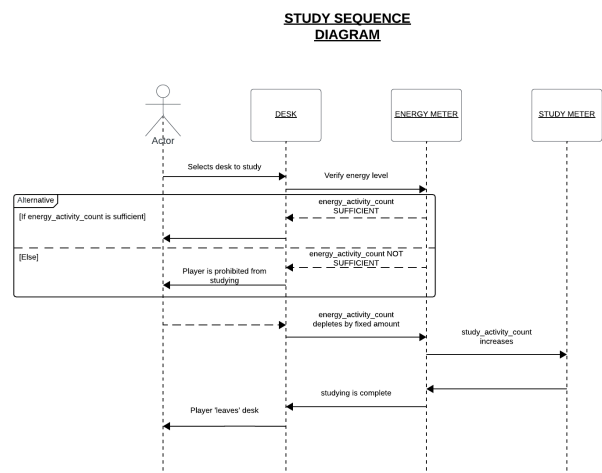 STUDY SEQUENCE
DIAGRAM
Actor
DESK
ENERGY METER
STUDY METER
Selects desk to study
Verify energy level
Alternative
[If energy_activity_count is sufficient]
energy_activity_count
SUFFICIENT
[Else]
energy_activity_count NOT
SUFFICIENT
Player is prohibited from
studying
energy_activity_count
depletes by fixed amount
study_activity_count
increases
studying is complete
Player 'leaves' desk